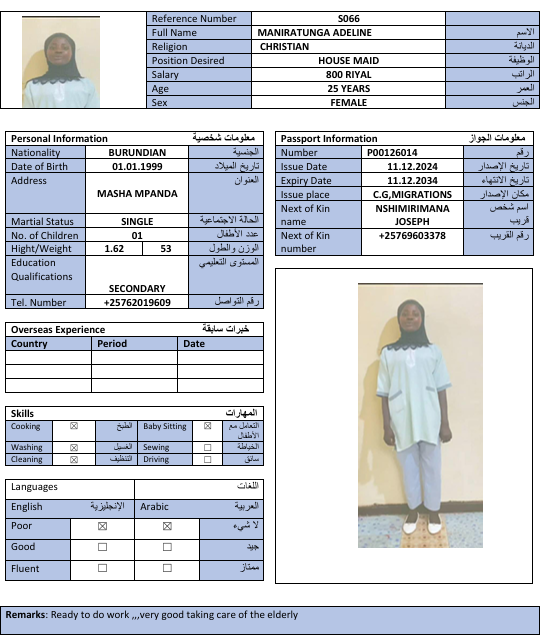 Reference Number S066
Full Name MANIRATUNGA ADELINE الاسم
Religion CHRISTIAN الديانة
Position Desired HOUSE MAID الوظيفة
Salary 800 RIYAL الراتب
Age 25 YEARS العمر
Sex FEMALE الجنس
Personal Information معلومات شخصية
Nationality BURUNDIAN الجنسية
Date of Birth 01.01.1999 تاريخ الميلاد
Address العنوان
MASHA MPANDA
Martial Status SINGLE الحالة الاجتماعية
No. of Children 01 عدد الأطفال
Hight/Weight 1.62 53 الوزن والطول
Education المستوى التعليمي
Qualifications
SECONDARY
Tel. Number +25762019609 رقم التواصل
Passport Information معلومات الجواز
Number P00126014 رقم
Issue Date 11.12.2024 تاريخ الإصدار
Expiry Date 11.12.2034 تاريخ الانتهاء
Issue place C.G,MIGRATIONS مكان الإصدار
Next of Kin NSHIMIRIMANA اسم شخص
name JOSEPH قريب
Next of Kin +25769603378 رقم القريب
number
Overseas Experience خبرات سابقة
Country Period Date
Skills المهارات
Cooking ☒ الطبخ Baby Sitting ☒ التعامل مع
الأطفال
Washing ☒ الغسيل Sewing ☐ الخياطة
Cleaning ☒ التنظيف Driving ☐ سائق
Languages اللغات
English الإنجليزية Arabic العربية
Poor ☒ ☒ لا شيء
Good ☐ ☐ جيد
Fluent ☐ ☐ ممتاز
Remarks: Ready to do work ,,,very good taking care of the elderly